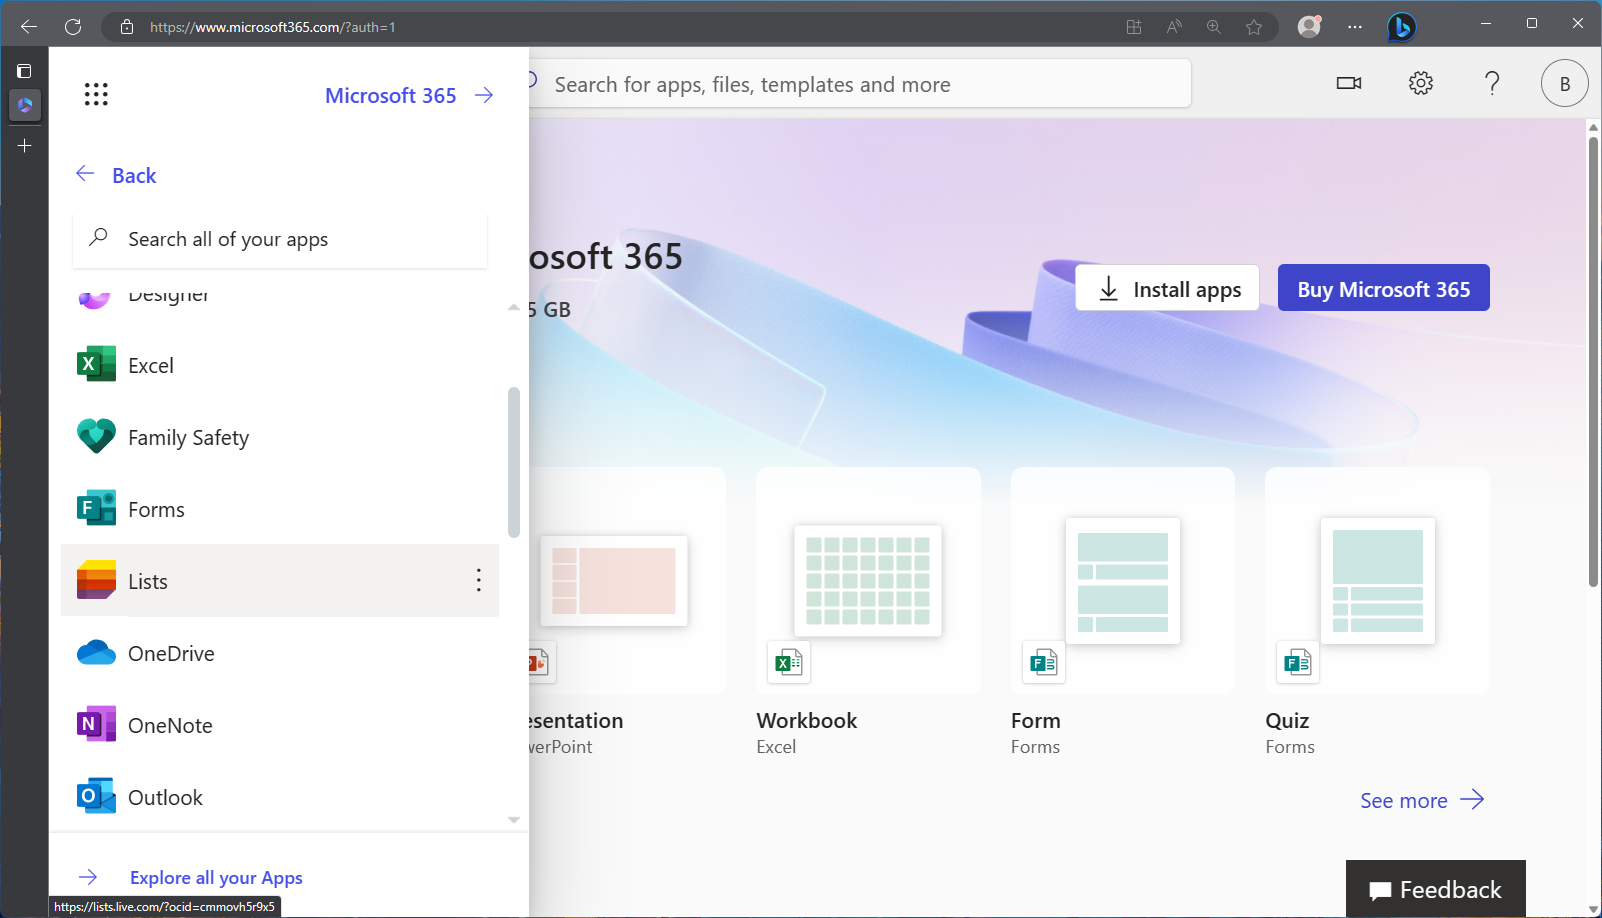 https://www.microsoft365.com/?auth=1
Microsoft 365
Search for apps, files, templates and more
B
Back
Search all of your apps
Designer
Excel
Family Safety
Forms
Lists
OneDrive
OneNote
Outlook
Explore all your Apps
https://lists.live.com/?ocid=cmmovh5r9x5
osoft 365
5 GB
Install apps
Buy Microsoft 365
esentation
verPoint
Workbook
Excel
Form
Forms
Quiz
Forms
See more
Feedback